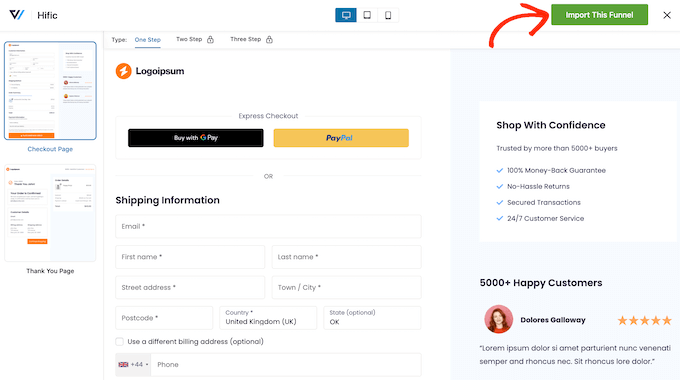 Hific
Import This Funnel
Type: One Step Two Step Three Step
Logoipsum
Checkout Page
Thank You Page
Express Checkout
Buy with G Pay
PayPal
OR
Shipping Information
Email *
First name * Last name *
Street address * Town / City *
Postcode * Country * State (optional)
United Kingdom (UK) OK
Use a different billing address (optional)
+44 Phone
Shop With Confidence
Trusted by more than 5000+ buyers
100% Money-Back Guarantee
No-Hassle Returns
Secured Transactions
24/7 Customer Service
5000+ Happy Customers
Dolores Galloway
“Lorem ipsum dolor si amet, rhoncus nunc venenati
semper and rhoncus nec. Rhoncus lore dolor.”